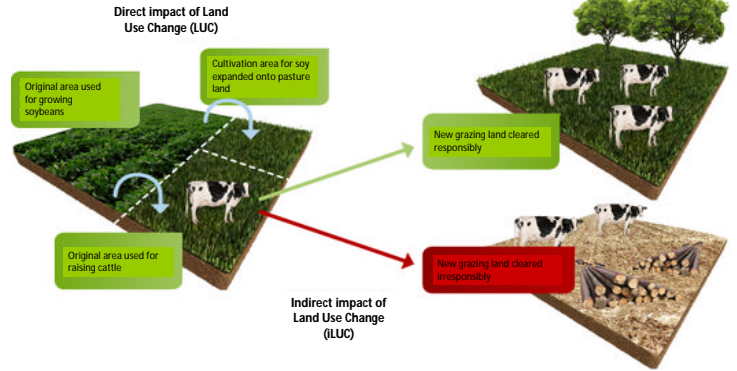 Direct impact of Land
Use Change (LUC)
Cultivation area for soy
expanded onto pasture
land
Original area used
for growing
soybeans
New grazing land cleared
responsibly
Original area used for
raising cattle
New grazing land cleared
irresponsibly
Indirect impact of
Land Use Change
(iLUC)